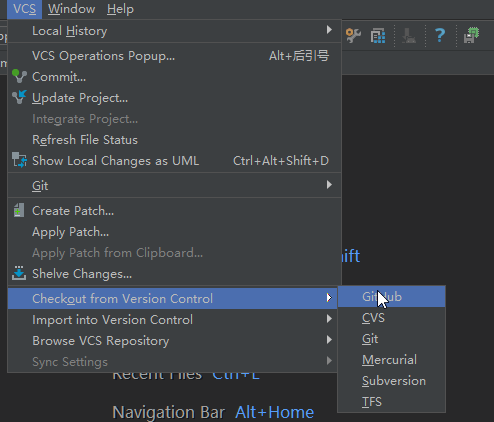 VCS Window Help
Local History
VCS Operations Popup... Alt+后引号
Commit...
Update Project...
Integrate Project...
Refresh File Status
Show Local Changes as UML Ctrl+Alt+Shift+D
Git
Create Patch...
Apply Patch...
Apply Patch from Clipboard...
hift
Shelve Changes...
Checkout from Version Control
GitHub
Import into Version Control
CVS
Browse VCS Repository
Git
Sync Settings
Mercurial
Recent Files Ctrl+E
Subversion
TFS
Navigation Bar Alt+Home